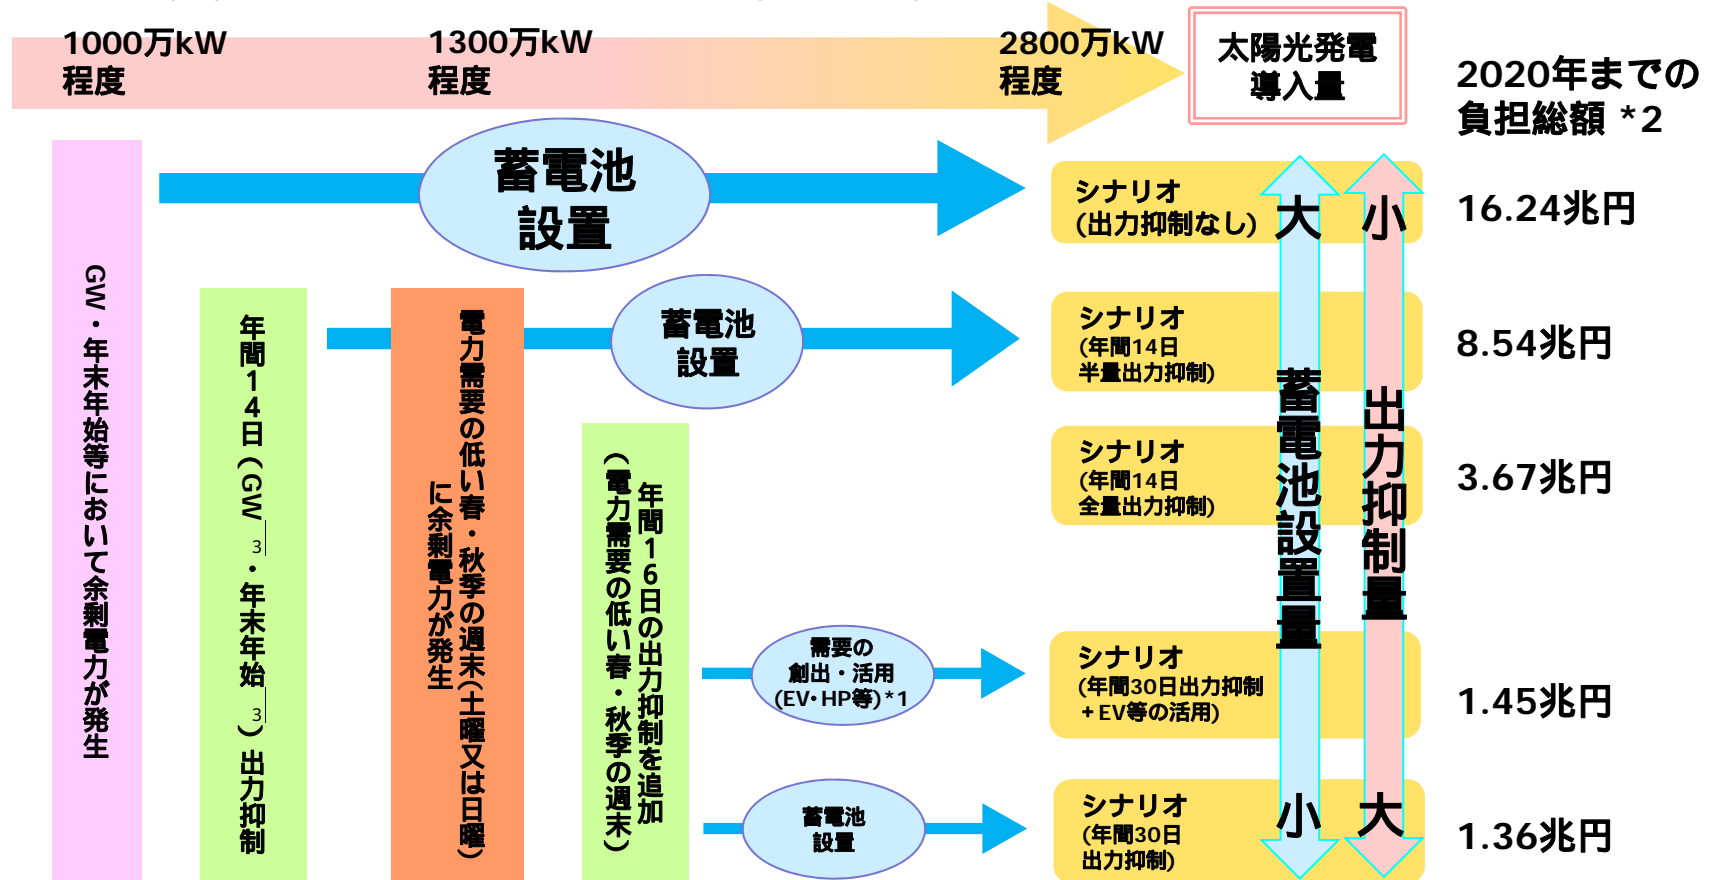 1000万kW
程度
1300万kW
程度
2800万kW
程度
太陽光発電
導入量
2020年までの
負担総額 *2
GW・年末年始等において余剰電力が発生
年間14日(GW 3・年末年始 3)出力抑制
電力需要の低い春・秋季の週末(土曜又は日曜)
に余剰電力が発生
年間16日の出力抑制を追加
(電力需要の低い春・秋季の週末)
蓄電池
設置
シナリオ
(出力抑制なし)
16.24兆円
蓄電池
設置
シナリオ
(年間14日
半量出力抑制)
8.54兆円
シナリオ
(年間14日
全量出力抑制)
3.67兆円
需要の
創出・活用
(EV・HP等)*1
シナリオ
(年間30日出力抑制
+EV等の活用)
1.45兆円
蓄電池
設置
シナリオ
(年間30日
出力抑制)
1.36兆円
大
蓄電池設置量
小
小
出力抑制量
大